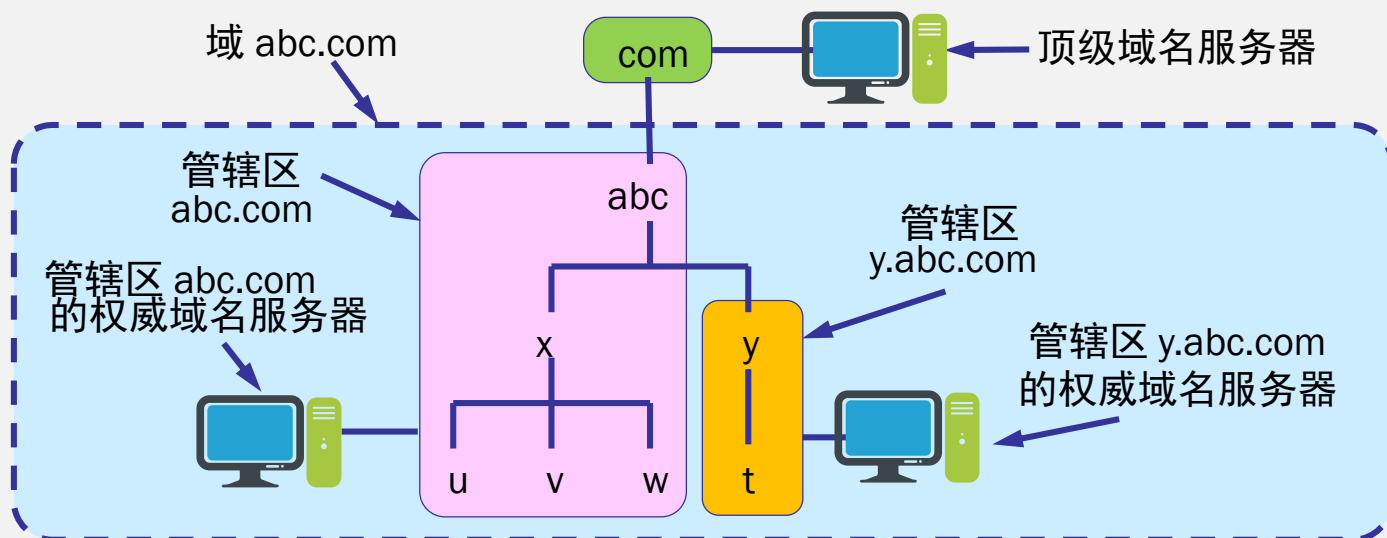 域 abc.com
com
顶级域名服务器
管辖区
abc.com
abc
管辖区
y.abc.com
管辖区 abc.com
的权威域名服务器
x
y
管辖区 y.abc.com
的权威域名服务器
u
v
w
t